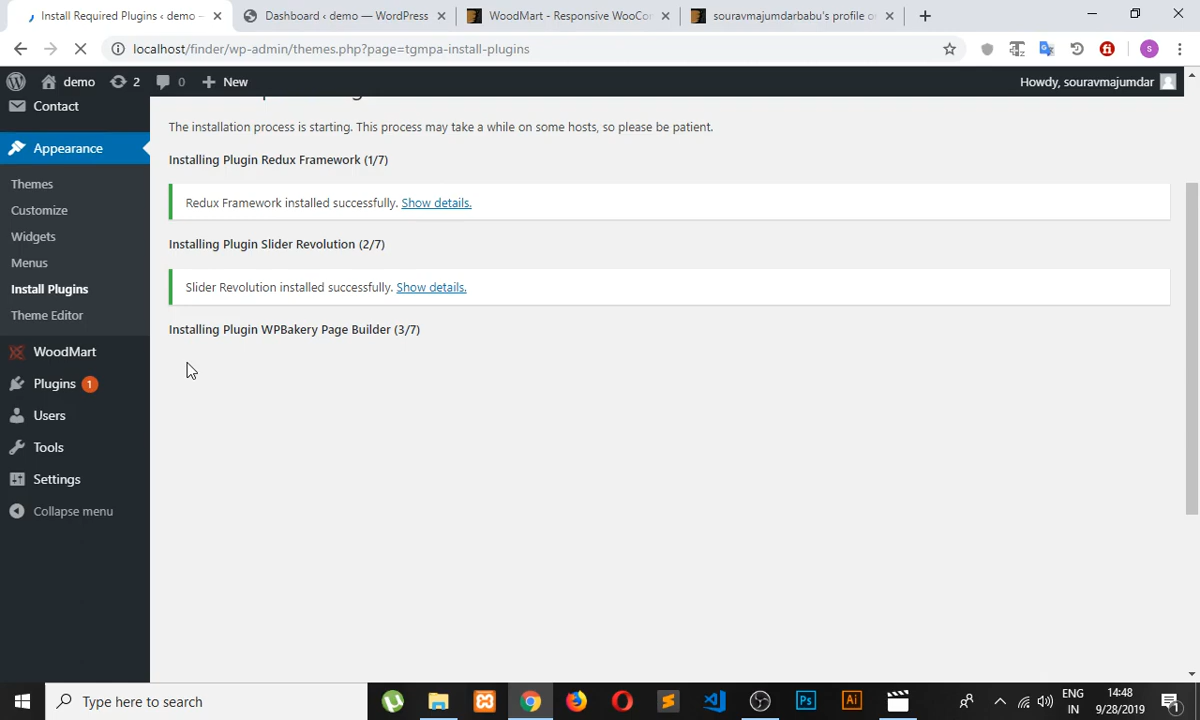 Install Required Plugins ‹ demo —
Dashboard ‹ demo — WordPress
WoodMart - Responsive WooCo
souravmajumdarbabu's profile o
localhost/finder/wp-admin/themes.php?page=tgmpa-install-plugins
S
demo
2
0
New
Howdy, souravmajumdar
Contact
Appearance
Themes
Customize
Widgets
Menus
Install Plugins
Theme Editor
WoodMart
Plugins 1
Users
Tools
Settings
Collapse menu
The installation process is starting. This process may take a while on some hosts, so please be patient.
Installing Plugin Redux Framework (1/7)
Redux Framework installed successfully. Show details.
Installing Plugin Slider Revolution (2/7)
Slider Revolution installed successfully. Show details.
Installing Plugin WPBakery Page Builder (3/7)
Type here to search
Ps
Ai
ENG
IN
14:48
9/28/2019
1